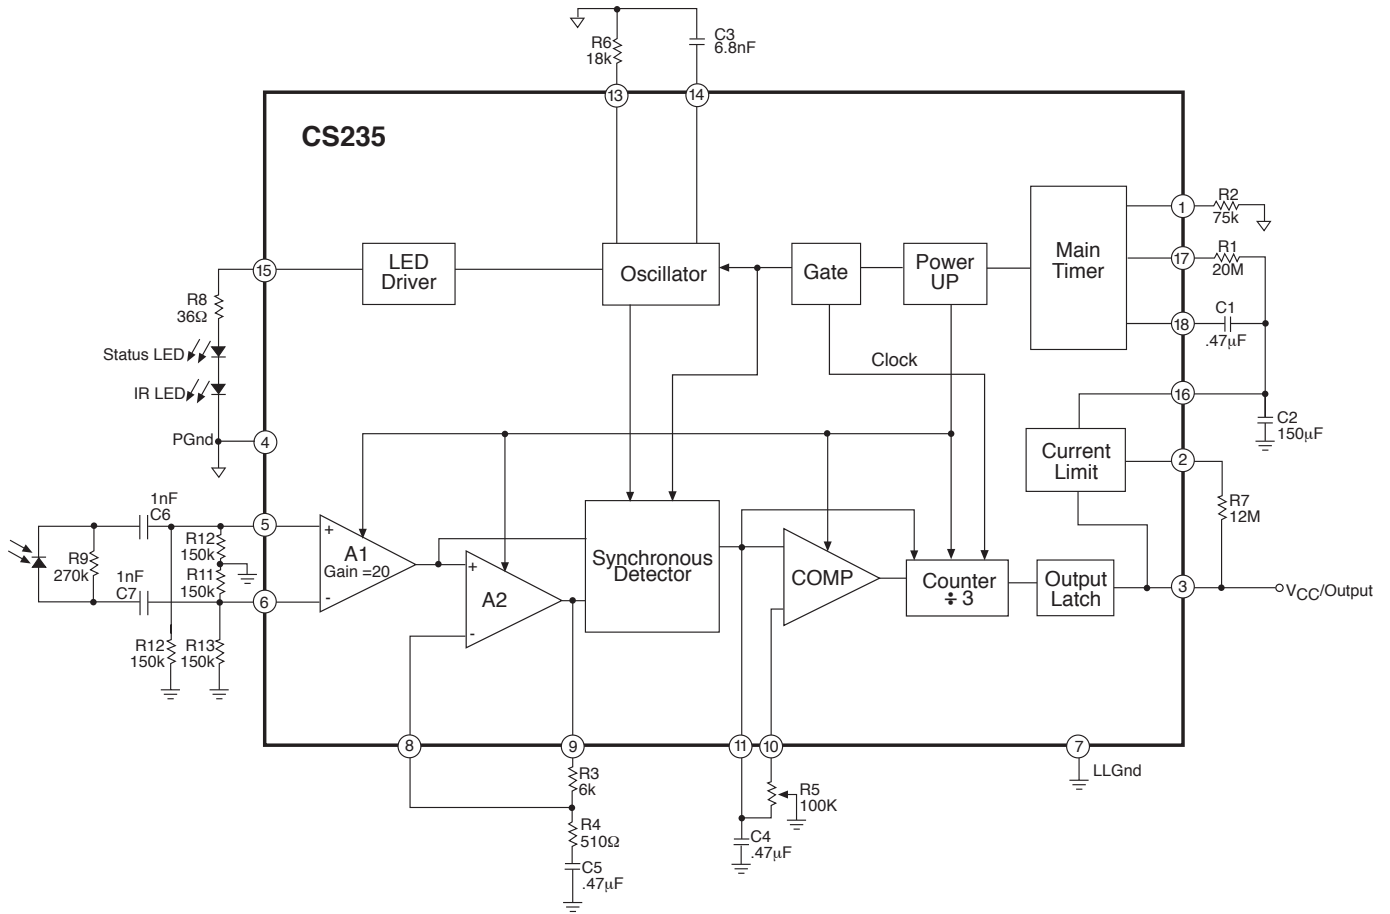 R6
18k
C3
6.8nF
13
14
CS235
1
R2
75k
17
R1
20M
18
C1
.47µF
Main
Timer
15
LED
Driver
Oscillator
Gate
Power
UP
R8
36Ω
Status LED
IR LED
PGnd
4
Clock
16
C2
150µF
Current
Limit
2
R7
12M
1nF
C6
5
R9
270k
R12
150k
R11
150k
1nF
C7
6
R12
150k
R13
150k
+
A1
Gain =20
-
+
A2
-
Synchronous
Detector
COMP
Counter
÷ 3
Output
Latch
3
VCC/Output
8
9
11
10
7
LLGnd
R3
6k
R4
510Ω
C5
.47µF
R5
100K
C4
.47µF